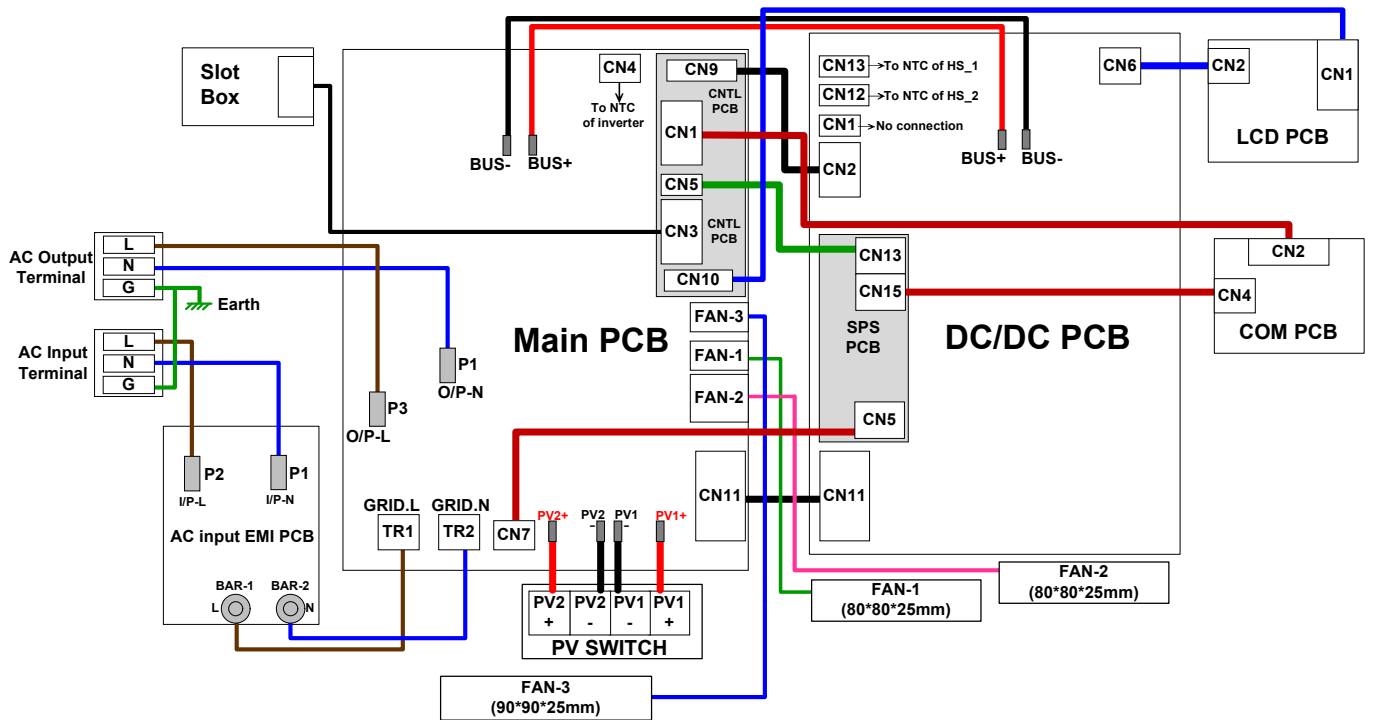 Slot
Box
CN4
To NTC
of inverter
BUS-
BUS+
CN9
CNTL
PCB
CN1
CN5
CN3
CNTL
PCB
CN10
CN13
To NTC of HS_1
CN12
To NTC of HS_2
CN1
No connection
CN2
BUS+
BUS-
CN6
CN2
CN1
LCD PCB
AC Output
Terminal
L
N
G
Earth
AC Input
Terminal
L
N
G
P1
O/P-N
P3
O/P-L
Main PCB
FAN-3
FAN-1
FAN-2
CN13
CN15
SPS
PCB
CN5
DC/DC PCB
CN2
CN4
COM PCB
P2
I/P-L
P1
I/P-N
AC input EMI PCB
BAR-1
L
BAR-2
N
GRID.L
TR1
GRID.N
TR2
CN7
PV2+
PV2
-
PV1
-
PV1+
CN11
CN11
PV2
+
PV2
-
PV1
-
PV1
+
PV SWITCH
FAN-1
(80*80*25mm)
FAN-2
(80*80*25mm)
FAN-3
(90*90*25mm)